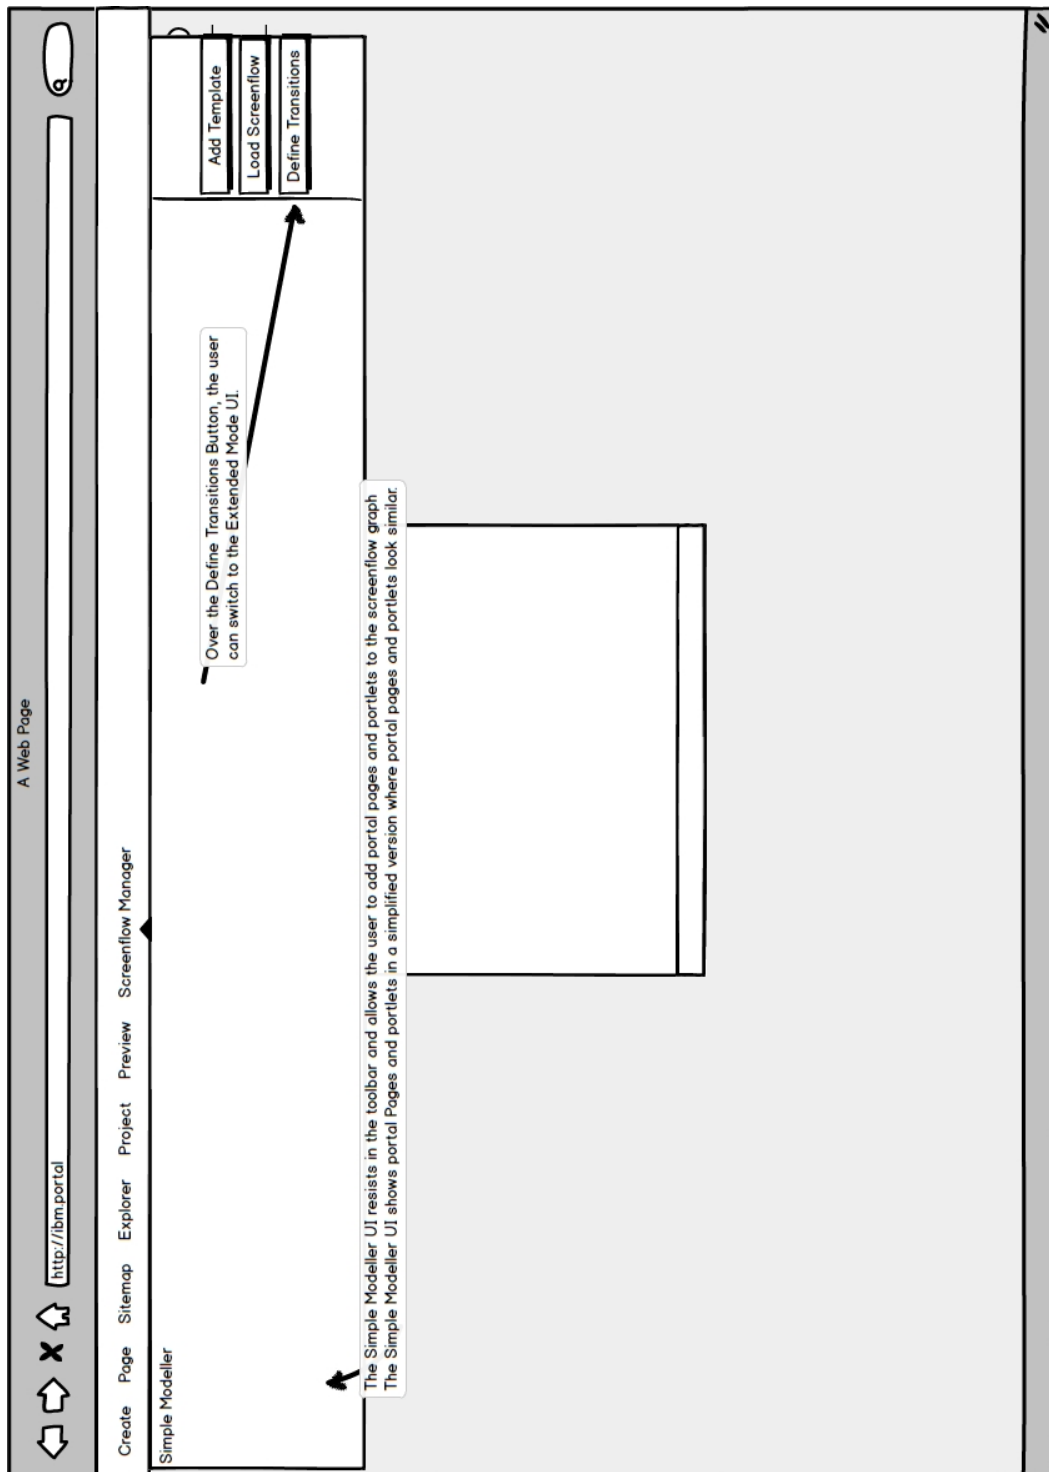 A Web Page
http://ibm.portal
Create Page Sitemap Explorer Project Preview Screenflow Manager
Simple Modeller
Add Template
Load Screenflow
Define Transitions
Over the Define Transitions Button, the user
can switch to the Extended Mode UI.
The Simple Modeller UI resists in the toolbar and allows the user to add portal pages and portlets to the screenflow graph
The Simple Modeller UI shows portal Pages and portlets in a simplified version where portal pages and portlets look similar.